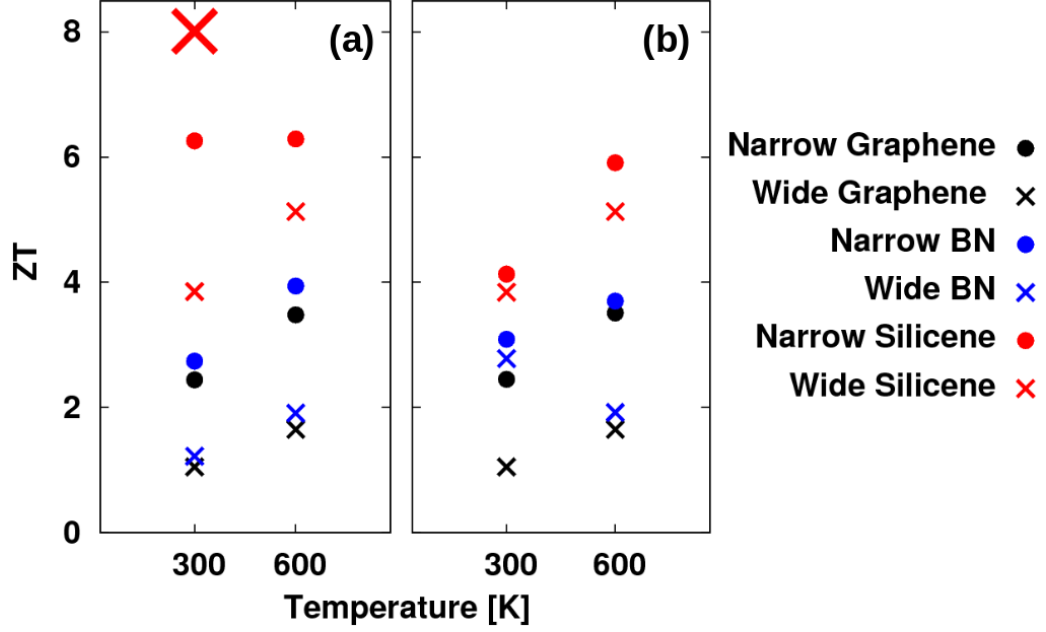 8
6
4
2
0
ZT
(a)
(b)
300
600
300
600
Temperature [K]
Narrow Graphene
Wide Graphene
Narrow BN
Wide BN
Narrow Silicene
Wide Silicene